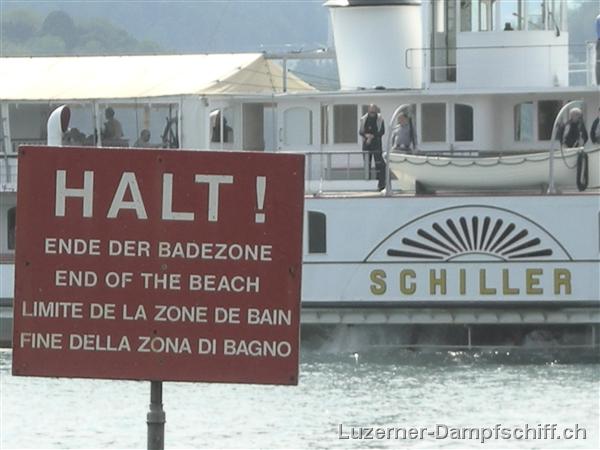 HALT!
ENDE DER BADEZONE
END OF THE BEACH
LIMITE DE LA ZONE DE BAIN
FINE DELLA ZONA DI BAGNO
SCHILLER
Luzerner-Dampfschiff.ch